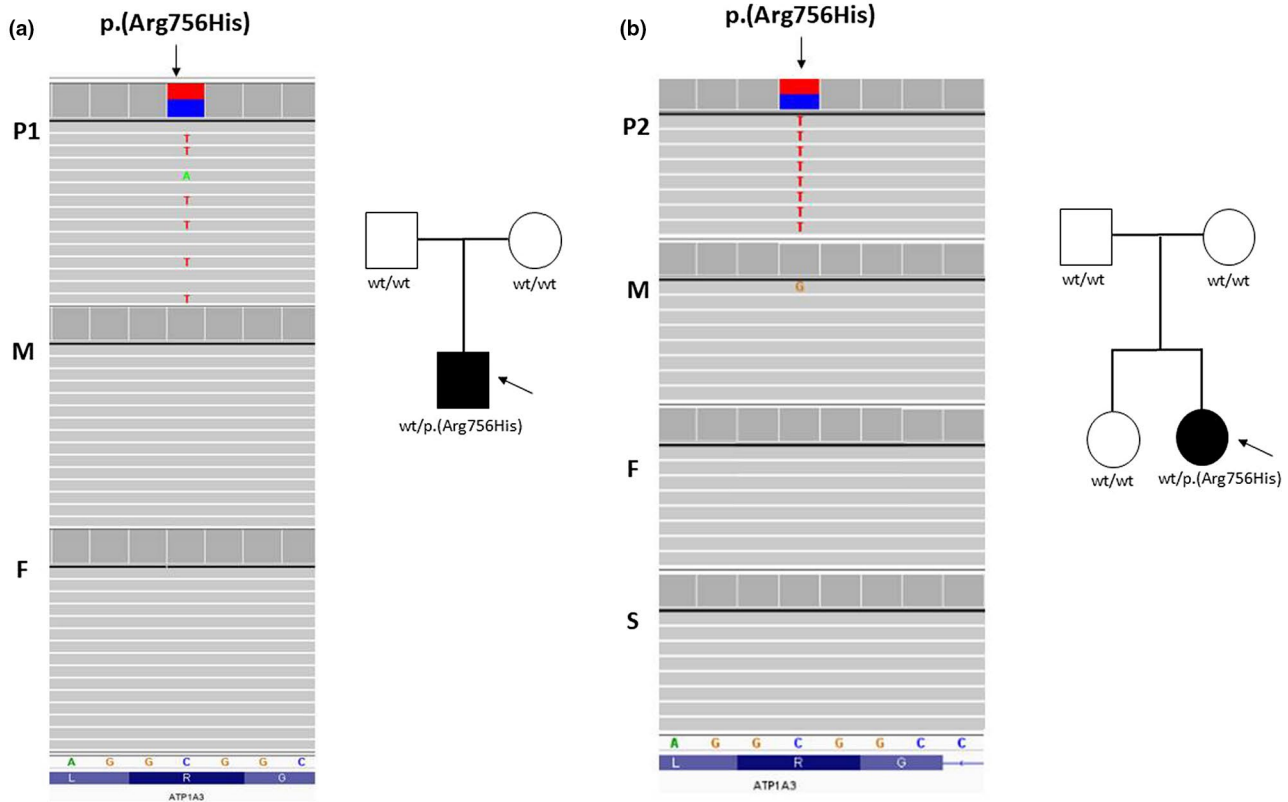 (a)
p.(Arg756His)
P1
T
T
A
T
T
T
T
M
F
A G G C G G C
L R G
ATP1A3
wt/wt
wt/wt
wt/p.(Arg756His)
(b)
p.(Arg756His)
P2
T
T
T
T
T
T
T
T
M
G
F
S
A G G C G G C C
L R G
ATP1A3
wt/wt
wt/wt
wt/wt
wt/p.(Arg756His)